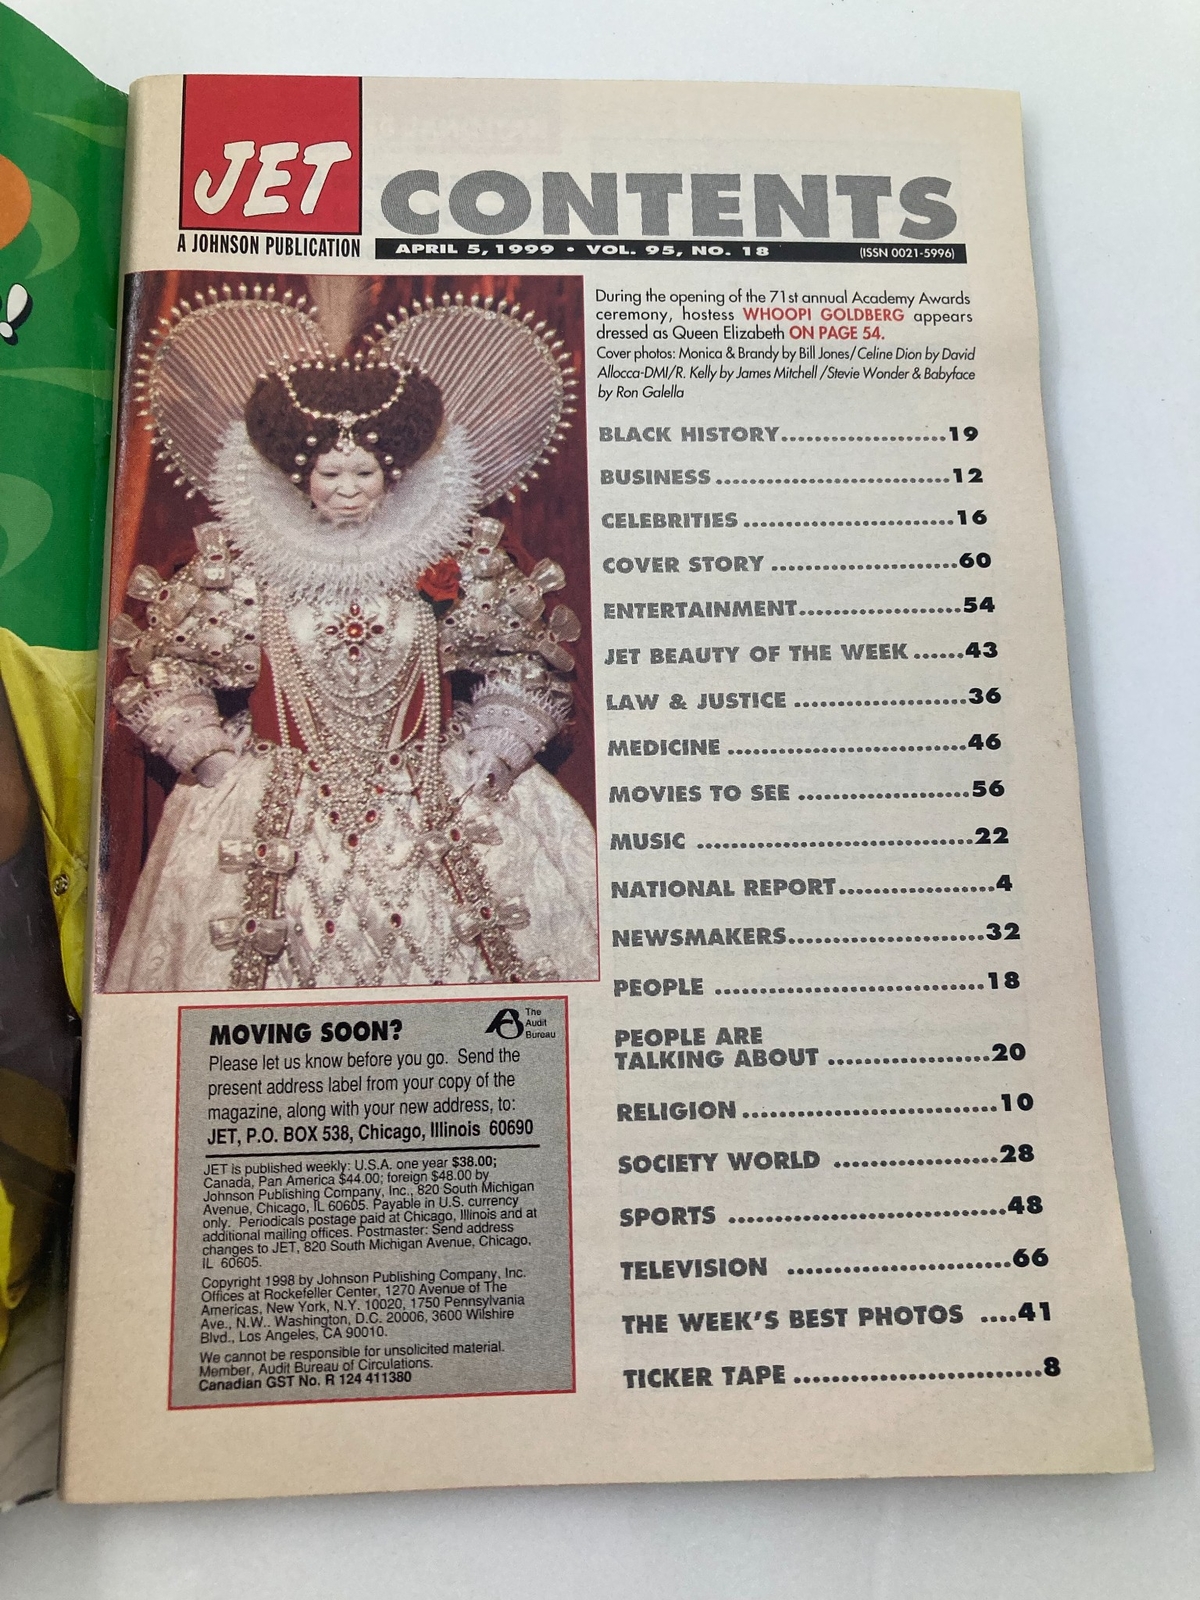 JET
A JOHNSON PUBLICATION
CONTENTS
APRIL 5, 1999 • VOL. 95, NO. 18 (ISSN 0021-5996)
During the opening of the 71st annual Academy Awards
ceremony, hostess WHOOPI GOLDBERG appears
dressed as Queen Elizabeth ON PAGE 54.
Cover photos: Monica & Brandy by Bill Jones/Celine Dion by David
Allocca-DMI/R. Kelly by James Mitchell /Stevie Wonder & Babyface
by Ron Galella
BLACK HISTORY....................19
BUSINESS............................12
CELEBRITIES.........................16
COVER STORY......................60
ENTERTAINMENT...................54
JET BEAUTY OF THE WEEK......43
LAW & JUSTICE.....................36
MEDICINE............................46
MOVIES TO SEE.....................56
MUSIC................................22
NATIONAL REPORT..................4
NEWSMAKERS.......................32
PEOPLE...............................18
PEOPLE ARE
TALKING ABOUT...................20
RELIGION.............................10
SOCIETY WORLD....................28
SPORTS...............................48
TELEVISION..........................66
THE WEEK'S BEST PHOTOS ....41
TICKER TAPE..........................8
MOVING SOON?
The
Audit
Bureau
Please let us know before you go. Send the
present address label from your copy of the
magazine, along with your new address, to:
JET, P.O. BOX 538, Chicago, Illinois 60690
JET is published weekly: U.S.A. one year $38.00;
Canada, Pan America $44.00; foreign $48.00 by
Johnson Publishing Company, Inc., 820 South Michigan
Avenue, Chicago, IL 60605. Payable in U.S. currency
only. Periodicals postage paid at Chicago, Illinois and at
additional mailing offices. Postmaster: Send address
changes to JET, 820 South Michigan Avenue, Chicago,
IL 60605.
Copyright 1998 by Johnson Publishing Company, Inc.
Offices at Rockefeller Center, 1270 Avenue of The
Americas, New York, N.Y. 10020, 1750 Pennsylvania
Ave., N.W.. Washington, D.C. 20006, 3600 Wilshire
Blvd., Los Angeles, CA 90010.
We cannot be responsible for unsolicited material.
Member, Audit Bureau of Circulations.
Canadian GST No. R 124 411380